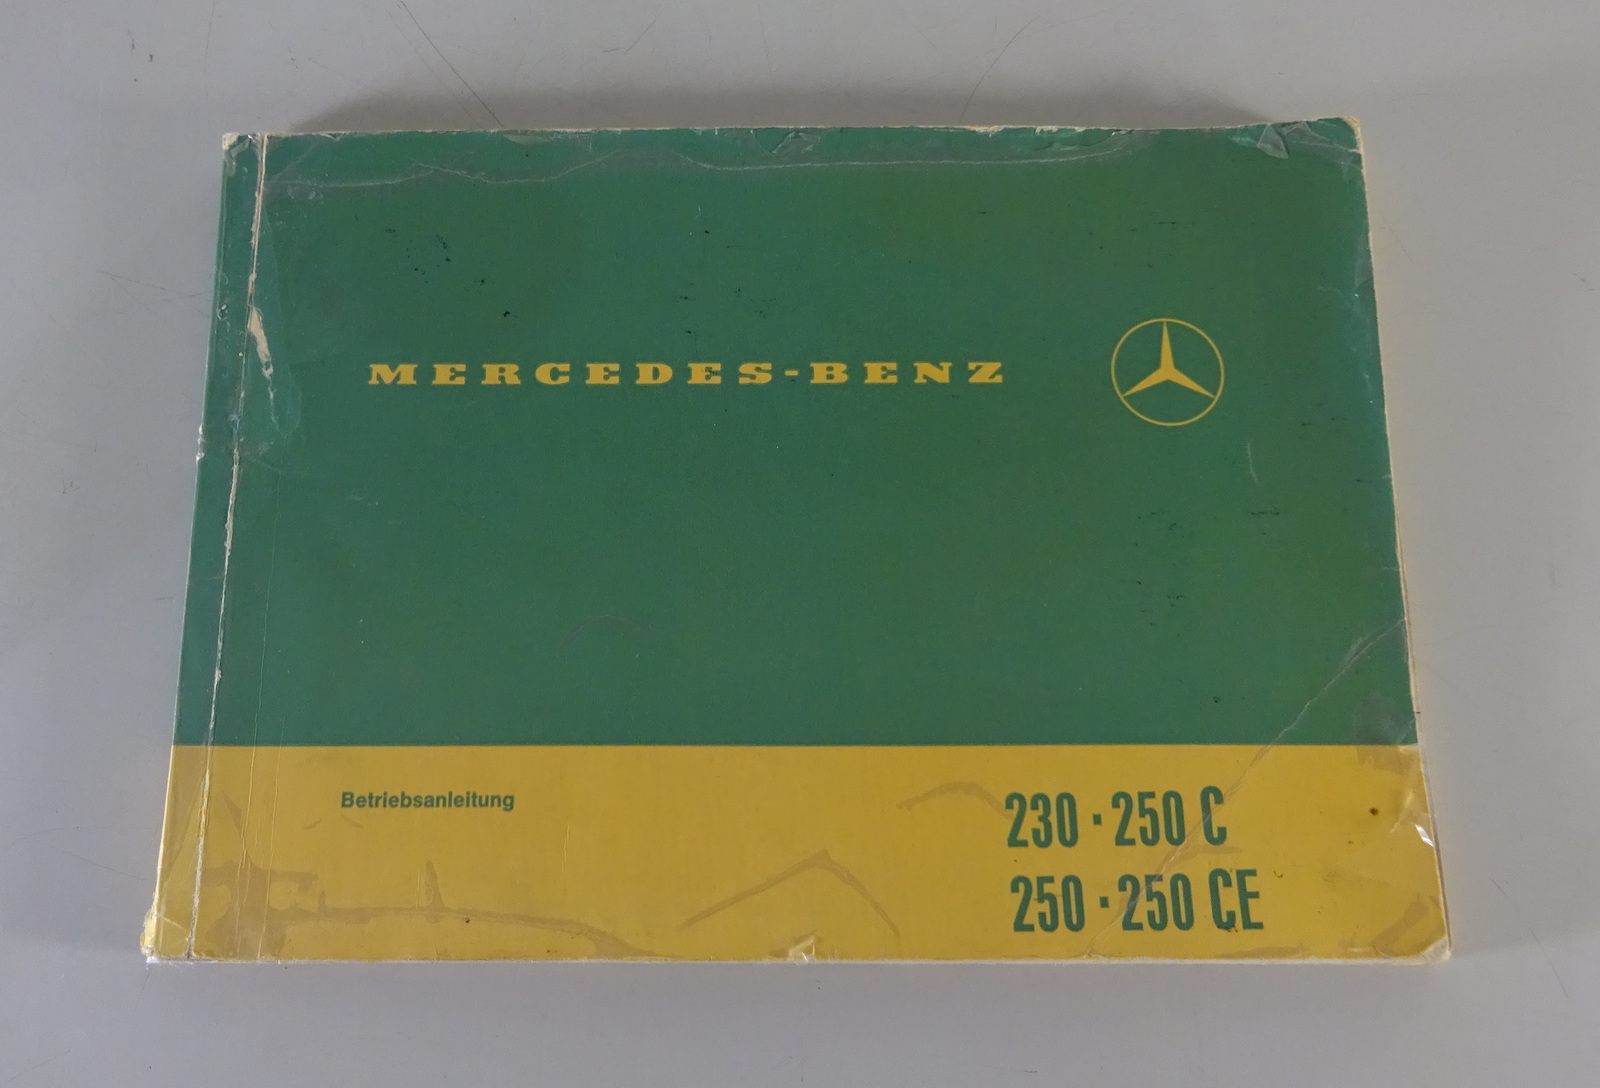 MERCEDES-BENZ
Betriebsanleitung
230 · 250 C
250 · 250 CE